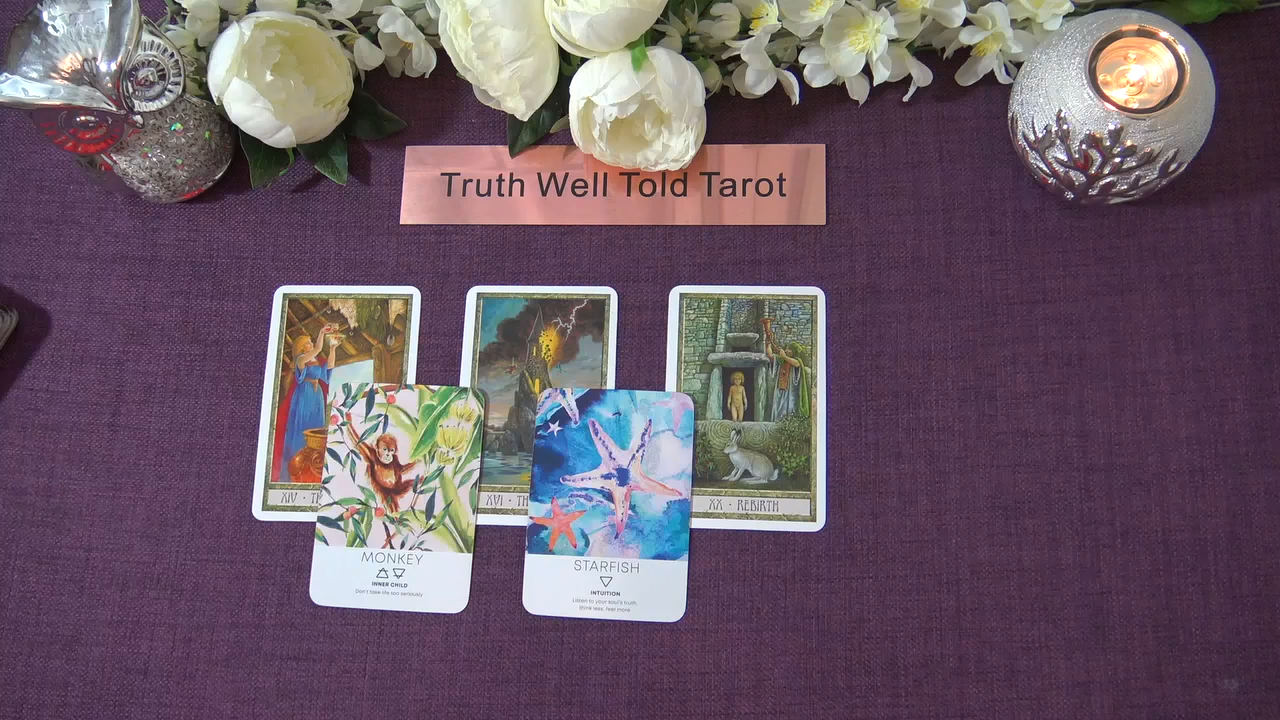 Truth Well Told Tarot
XIV · T
XVI · TH
XX · REBIRTH
MONKEY
INNER CHILD
Don't take life too seriously
STARFISH
INTUITION
Listen to your soul's truth,
think less, feel more